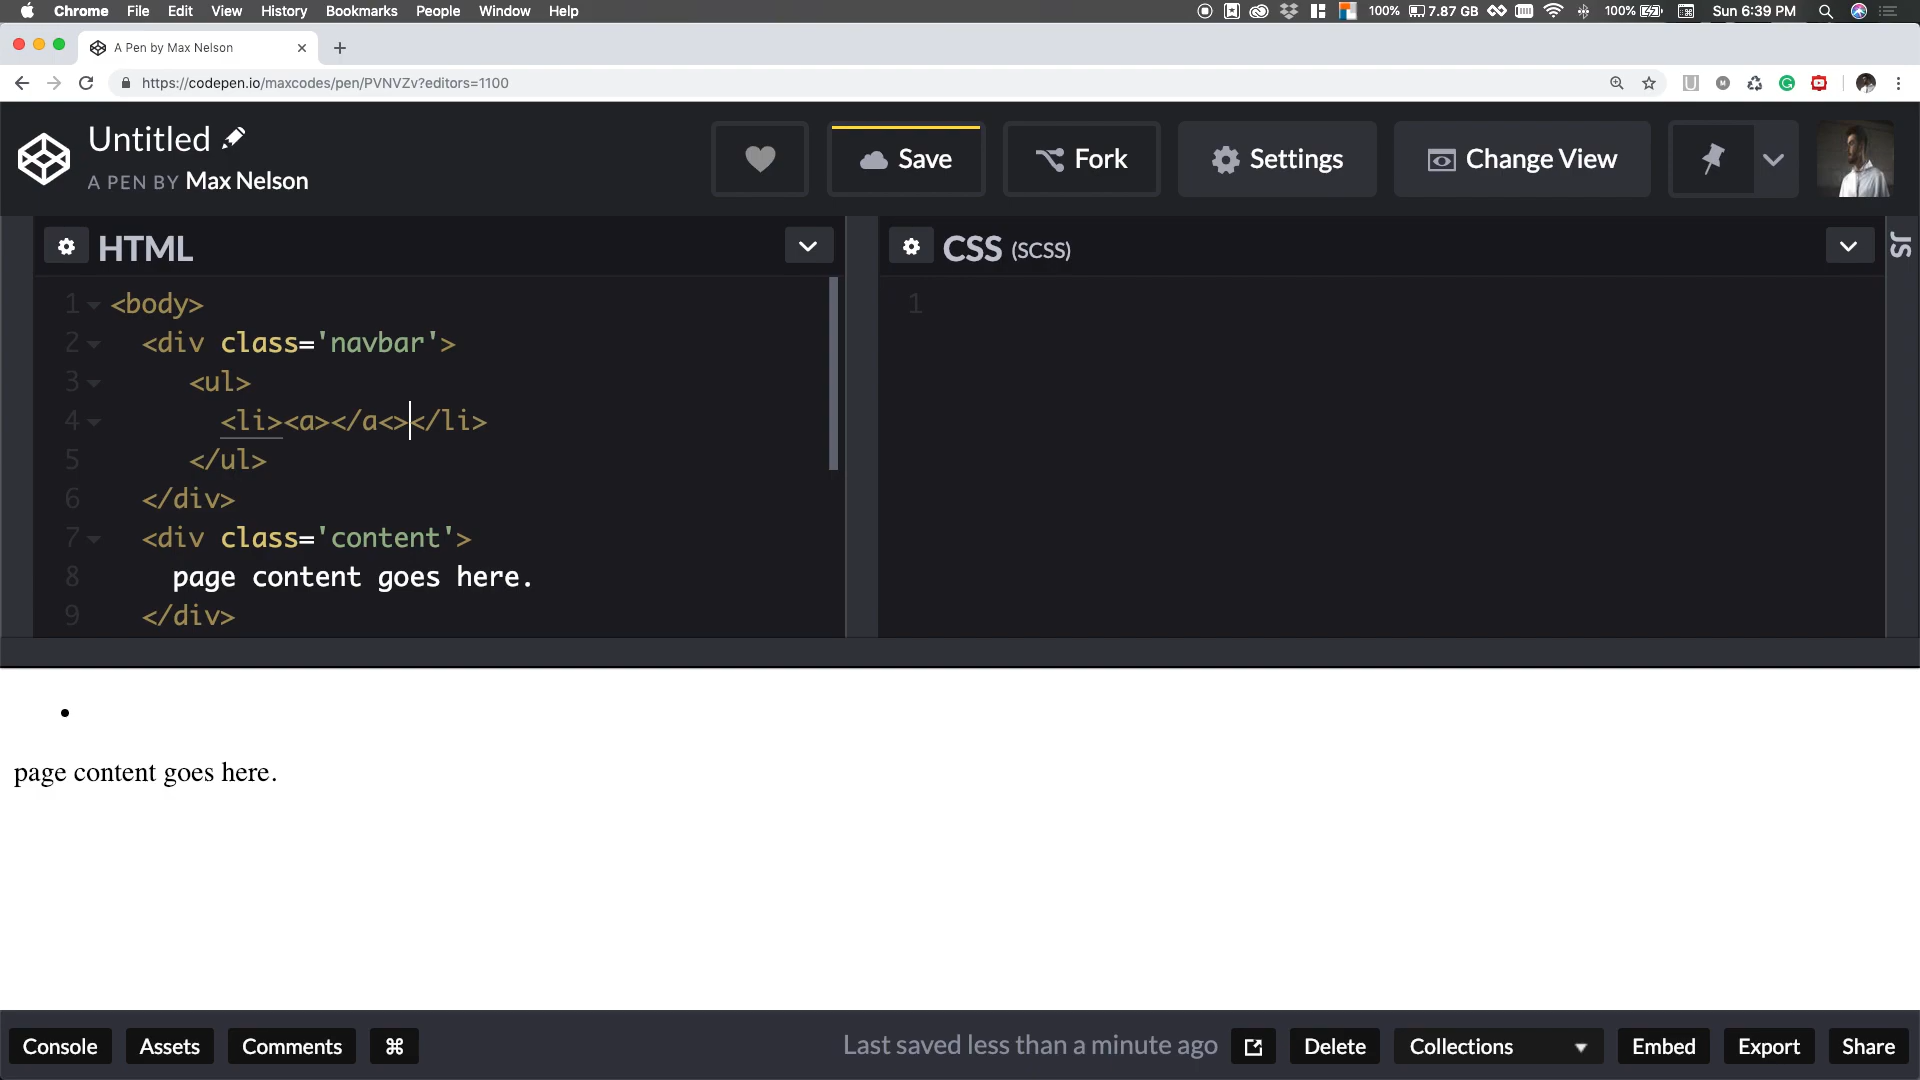 Chrome File Edit View History Bookmarks People Window Help 100% 7.87 GB 100% Sun 6:39 PM
A Pen by Max Nelson
https://codepen.io/maxcodes/pen/PVNVZv?editors=1100
Untitled
A PEN BY Max Nelson
Save Fork Settings Change View
HTML
1 <body>
2 <div class='navbar'>
3 <ul>
4 <li><a></a<></li>
5 </ul>
6 </div>
7 <div class='content'>
8 page content goes here.
9 </div>
CSS (SCSS)
1
JS
page content goes here.
Console Assets Comments ⌘ Last saved less than a minute ago Delete Collections Embed Export Share